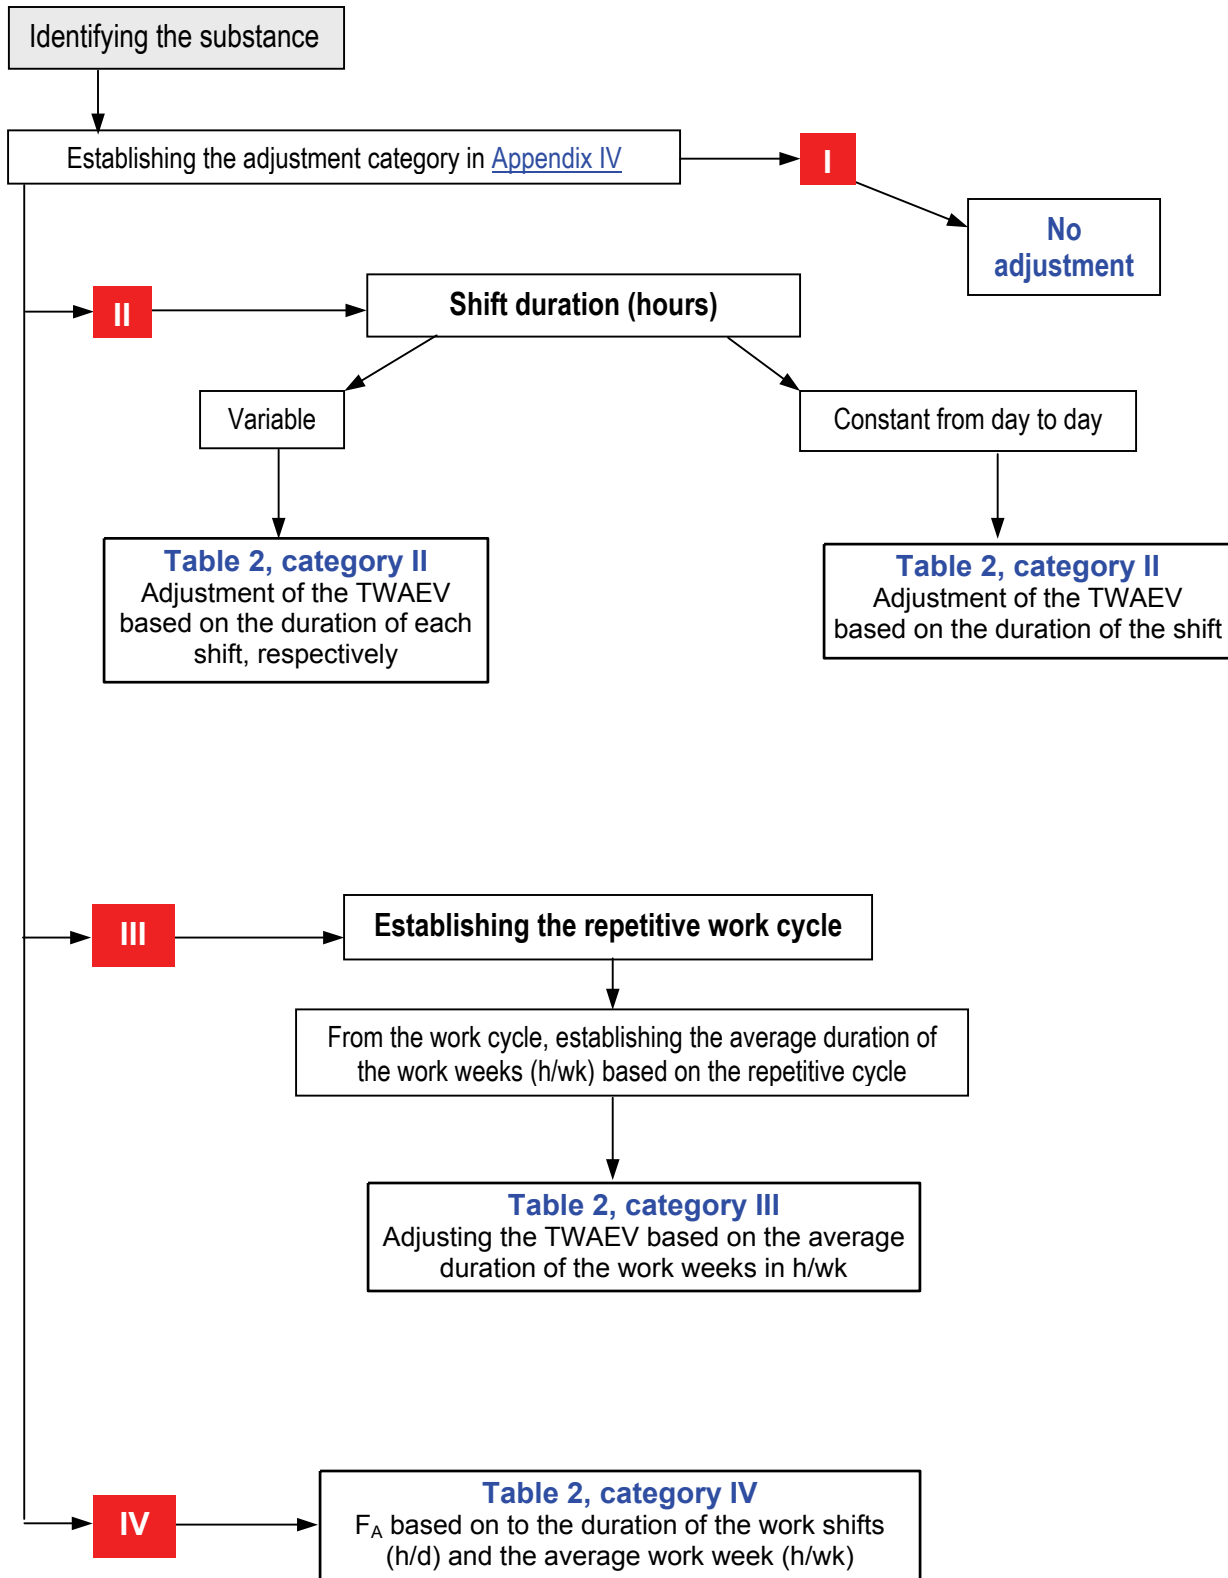 Identifying the substance
Establishing the adjustment category in Appendix IV
I
No
adjustment
II
Shift duration (hours)
Variable
Constant from day to day
Table 2, category II
Adjustment of the TWAEV
based on the duration of each
shift, respectively
Table 2, category II
Adjustment of the TWAEV
based on the duration of the shift
III
Establishing the repetitive work cycle
From the work cycle, establishing the average duration of
the work weeks (h/wk) based on the repetitive cycle
Table 2, category III
Adjusting the TWAEV based on the average
duration of the work weeks in h/wk
IV
Table 2, category IV
FA based on to the duration of the work shifts
(h/d) and the average work week (h/wk)